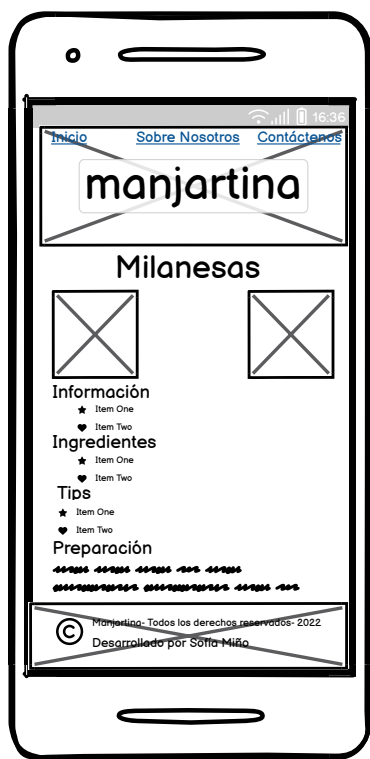 16:36
Inicio Sobre Nosotros Contáctenos
manjartina
Milanesas
Información
Item One
Item Two
Ingredientes
Item One
Item Two
Tips
Item One
Item Two
Preparación
© Manjartina- Todos los derechos reservados- 2022
Desarrollado por Sofía Miño